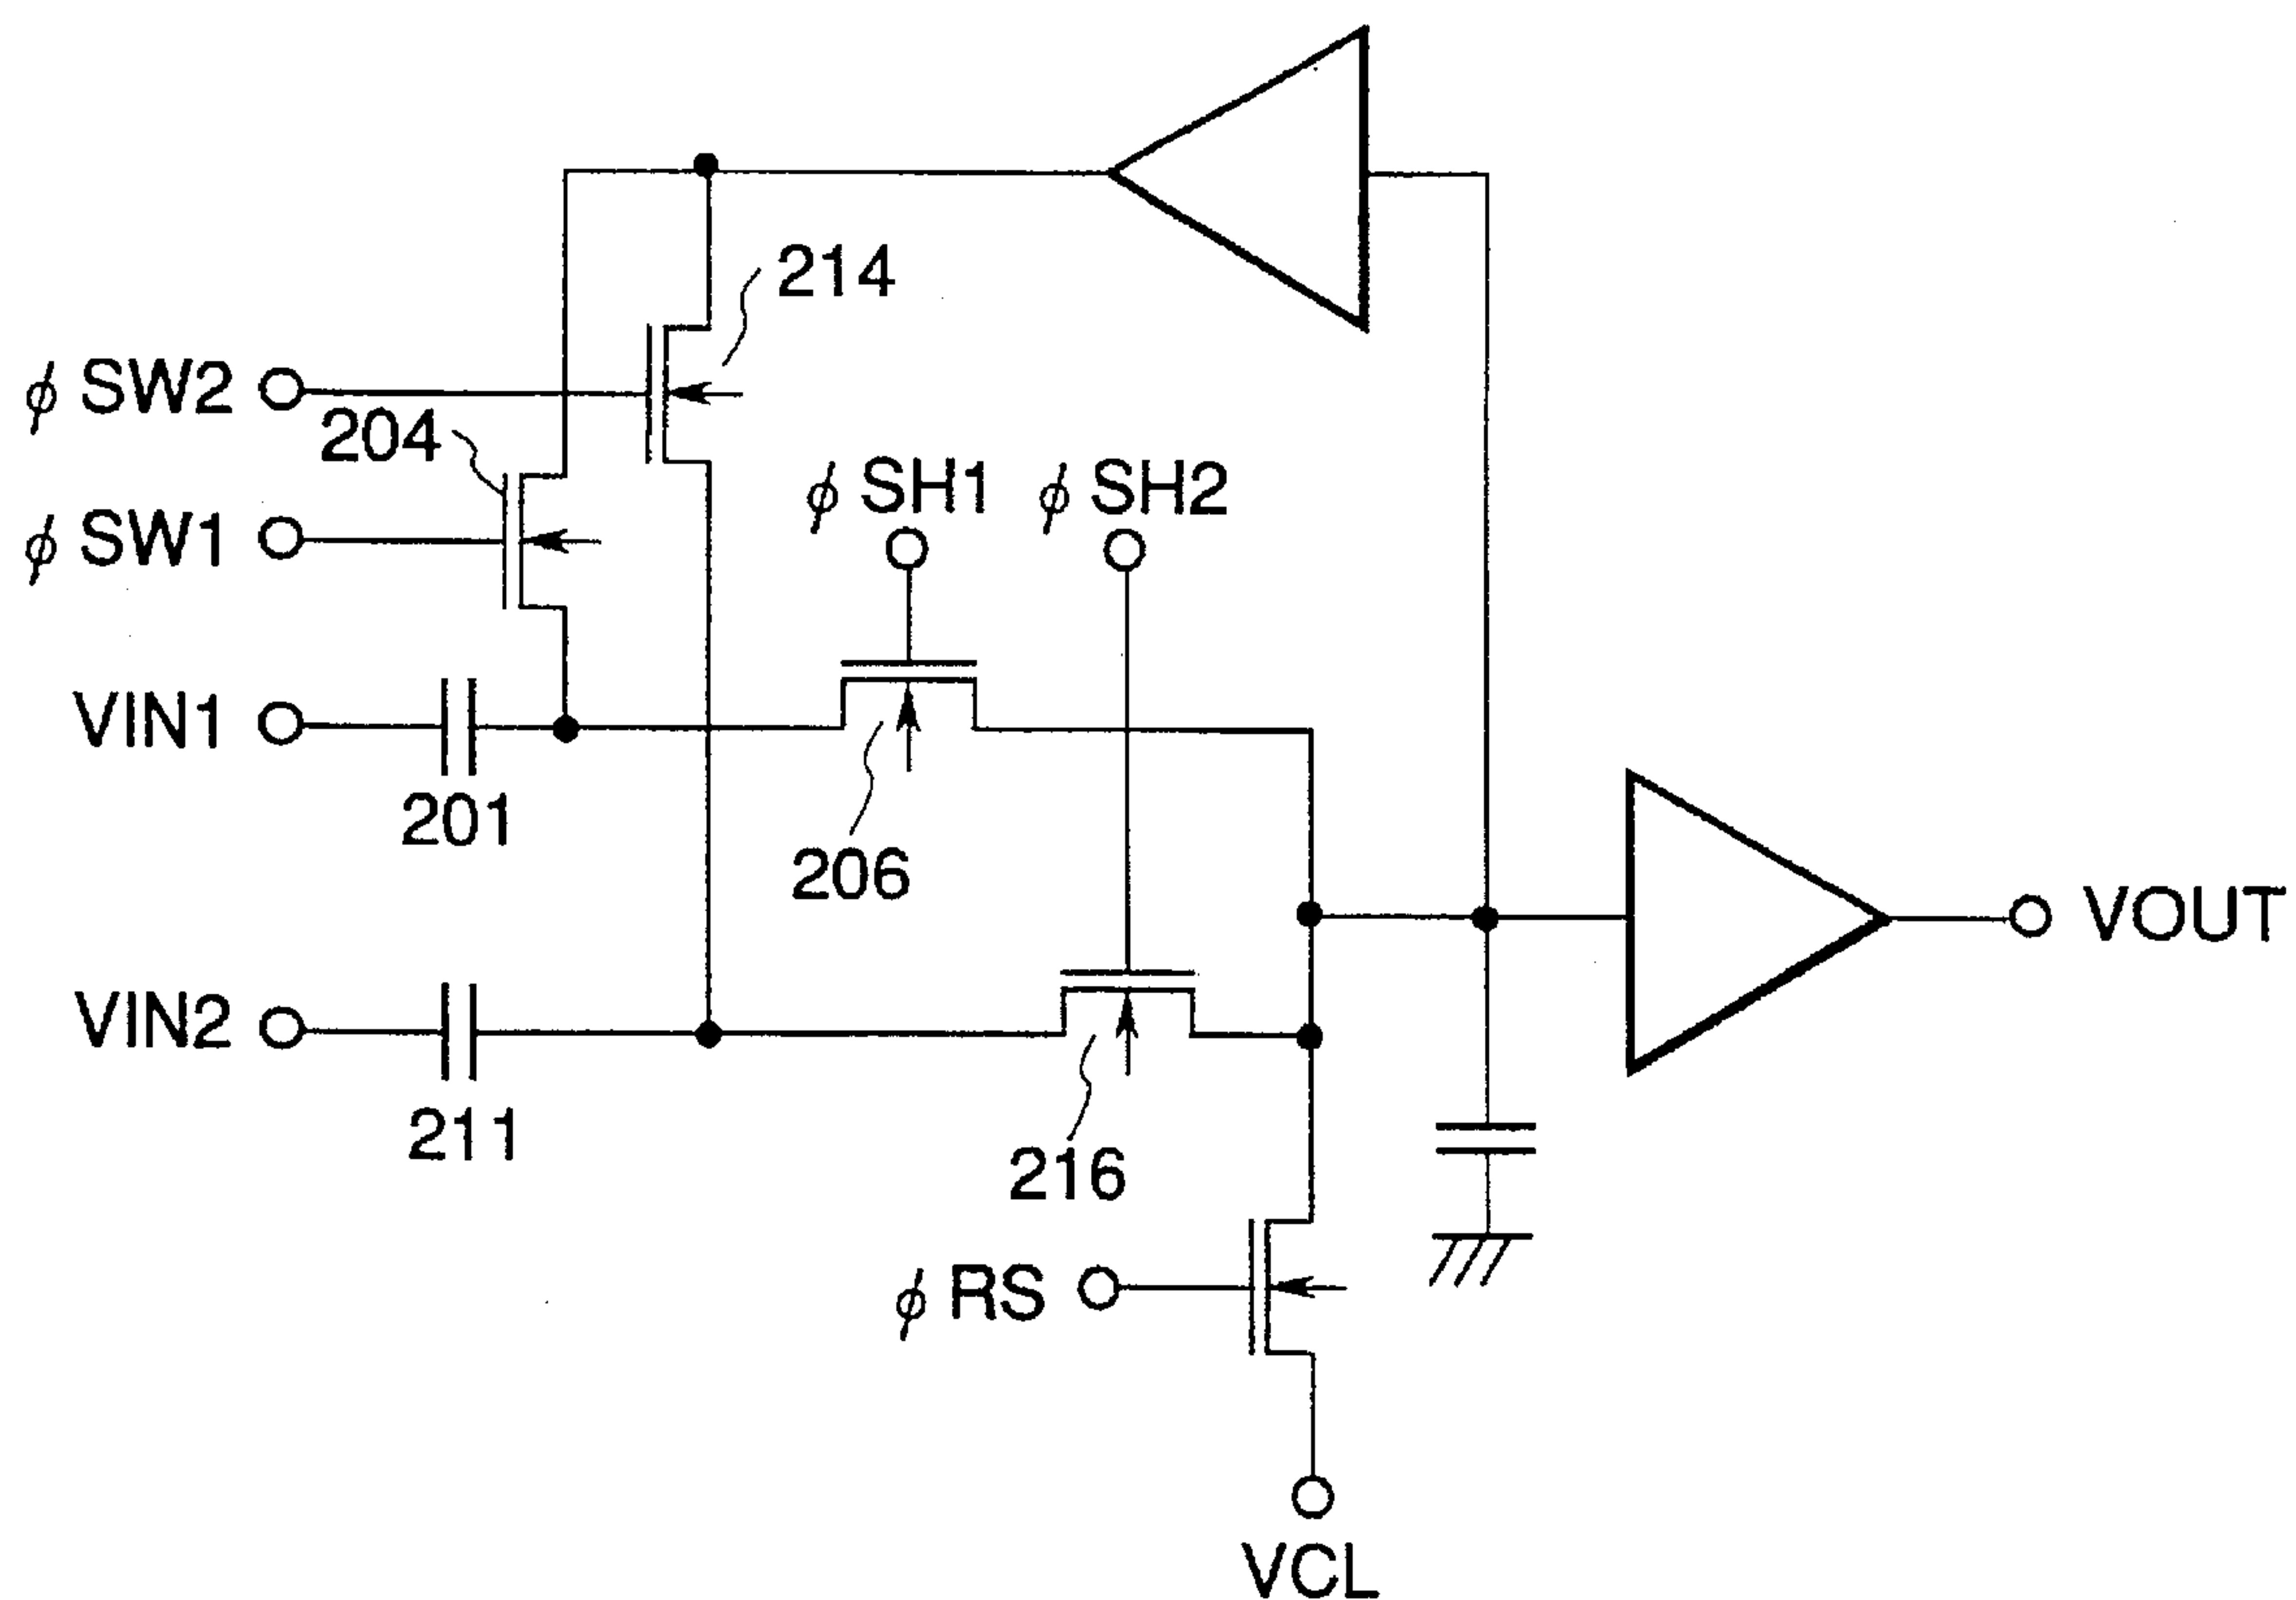 214
φ SW2
204
φ SH1
φ SH2
φ SW1
VIN1
201
206
VOUT
VIN2
211
216
φ RS
VCL